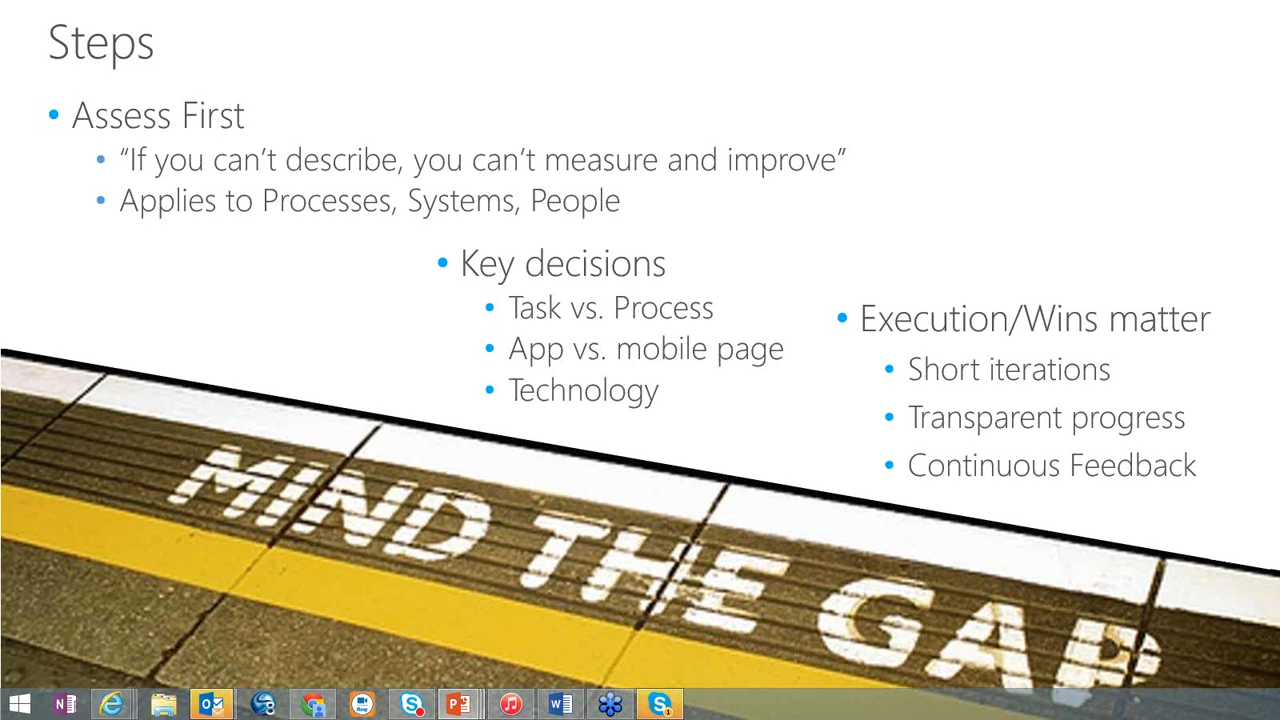 Steps
• Assess First
• “If you can’t describe, you can’t measure and improve”
• Applies to Processes, Systems, People
• Key decisions
• Task vs. Process
• App vs. mobile page
• Technology
• Execution/Wins matter
• Short iterations
• Transparent progress
• Continuous Feedback
MIND THE GAP